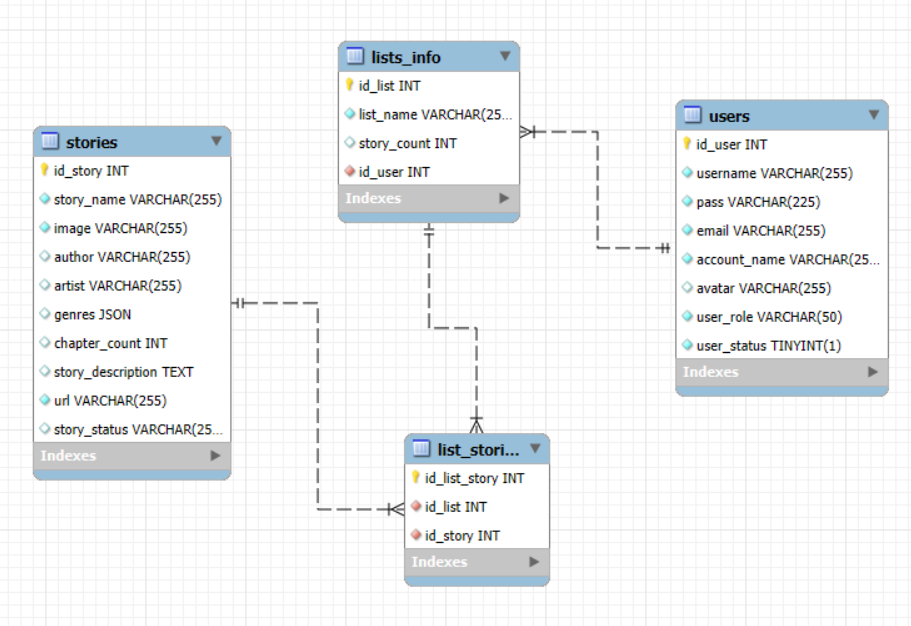 lists_info
id_list INT
list_name VARCHAR(25...
story_count INT
id_user INT
Indexes
users
id_user INT
username VARCHAR(255)
pass VARCHAR(225)
email VARCHAR(255)
account_name VARCHAR(25...
avatar VARCHAR(255)
user_role VARCHAR(50)
user_status TINYINT(1)
Indexes
stories
id_story INT
story_name VARCHAR(255)
image VARCHAR(255)
author VARCHAR(255)
artist VARCHAR(255)
genres JSON
chapter_count INT
story_description TEXT
url VARCHAR(255)
story_status VARCHAR(25...
Indexes
list_stori...
id_list_story INT
id_list INT
id_story INT
Indexes